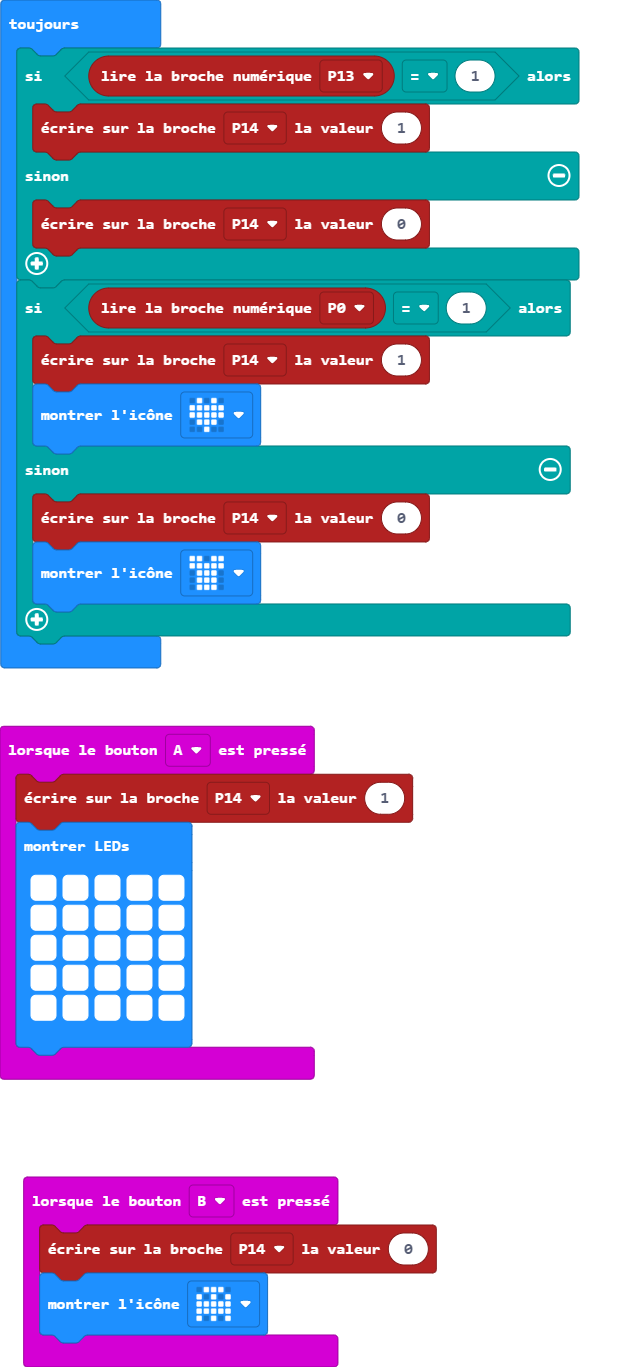 toujours
si lire la broche numérique P13 = 1 alors
écrire sur la broche P14 la valeur 1
sinon
écrire sur la broche P14 la valeur 0
si lire la broche numérique P0 = 1 alors
écrire sur la broche P14 la valeur 1
montrer l'icône
sinon
écrire sur la broche P14 la valeur 0
montrer l'icône
lorsque le bouton A est pressé
écrire sur la broche P14 la valeur 1
montrer LEDs
lorsque le bouton B est pressé
écrire sur la broche P14 la valeur 0
montrer l'icône